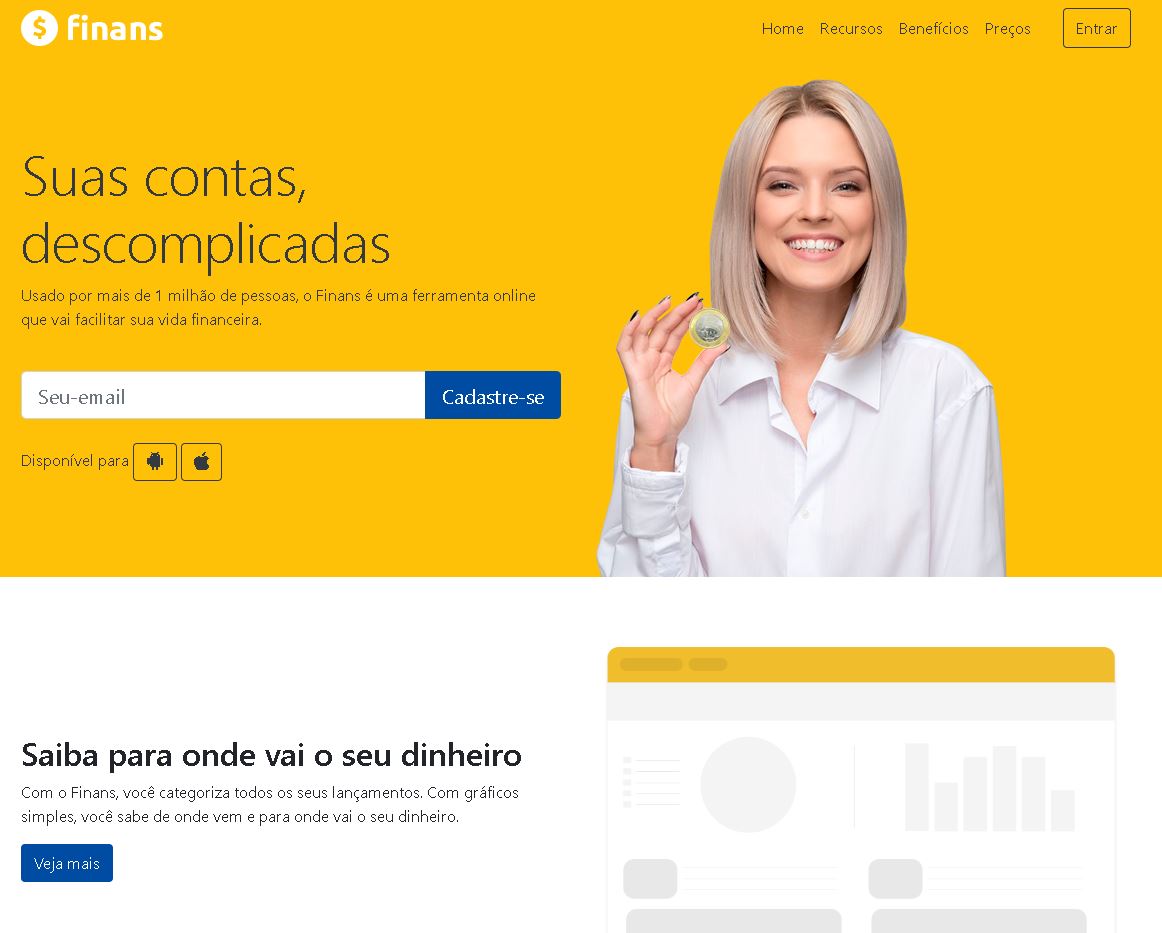 $ finans
Home Recursos Benefícios Preços Entrar
Suas contas,
descomplicadas
Usado por mais de 1 milhão de pessoas, o Finans é uma ferramenta online
que vai facilitar sua vida financeira.
Seu-email Cadastre-se
Disponível para
Saiba para onde vai o seu dinheiro
Com o Finans, você categoriza todos os seus lançamentos. Com gráficos
simples, você sabe de onde vem e para onde vai o seu dinheiro.
Veja mais